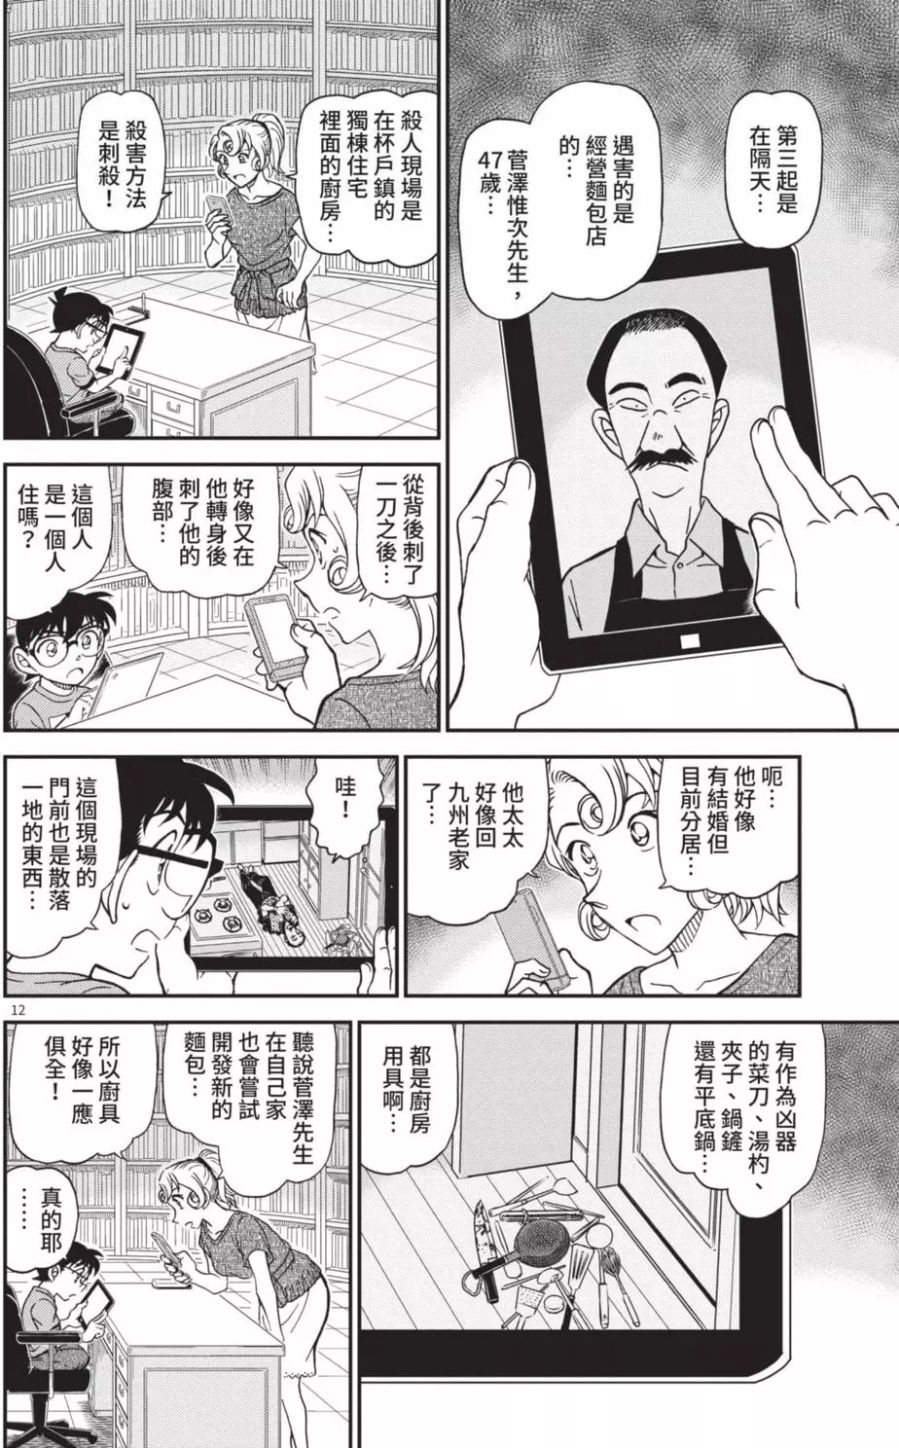 第三起是
在隔天…
遇害的是
經營麵包店
的…
菅澤惟次先生，
47歲…
殺人現場是
在杯戶鎮的
獨棟住宅
裡面的廚房…
殺害方法
是刺殺！
從背後刺了
一刀之後…
好像又在
他轉身後
刺了他的
腹部…
這個人
是一個人
住嗎？
呃…
他好像
有結婚但
目前分居…
他太太
好像回
九州老家
了…
哇！
這個現場的
門前也是散落
一地的東西…
有作為凶器
的菜刀、湯杓、
夾子、鍋鏟
還有平底鍋…
都是廚房
用具啊…
聽說菅澤先生
在自己家
也會嘗試
開發新的
麵包…
所以廚具
好像一應
俱全！
真的耶
……
12